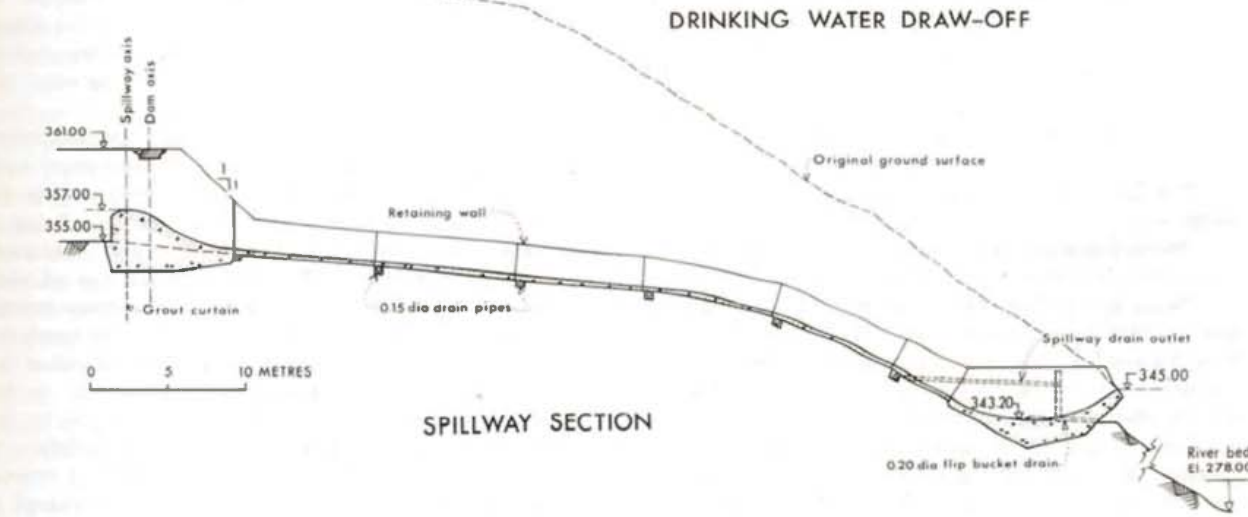 DRINKING WATER DRAW-OFF
Spillway axis
Dam axis
361.00
1
1
Original ground surface
357.00
Retaining wall
355.00
Grout curtain
0.15 dia drain pipes
Spillway drain outlet
0 5 10 METRES
345.00
343.20
SPILLWAY SECTION
0.20 dia flip bucket drain
River bed
El. 278.00